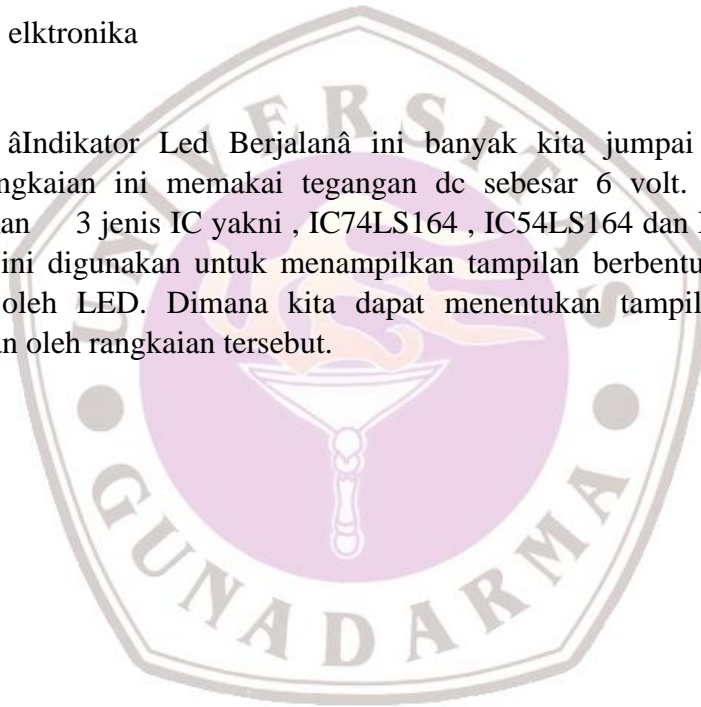 elktronika
âIndikator Led Berjalanâ ini banyak kita jumpai
ngkaian ini memakai tegangan dc sebesar 6 volt.
an 3 jenis IC yakni , IC74LS164 , IC54LS164 dan
ini digunakan untuk menampilkan tampilan berbentu
oleh LED. Dimana kita dapat menentukan tampil
an oleh rangkaian tersebut.
UNIVERSITAS
GUNADARMA